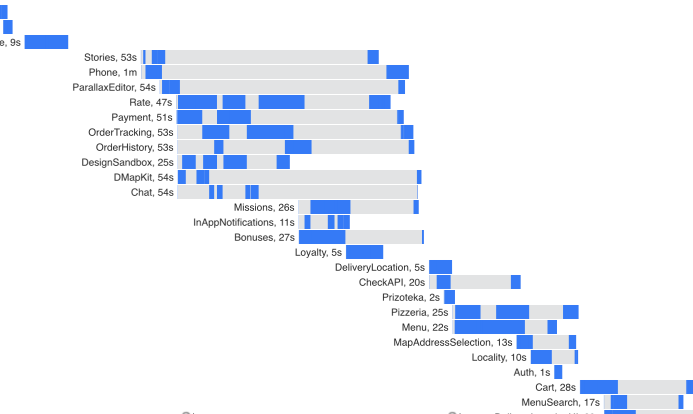 e, 9s
Stories, 53s
Phone, 1m
ParallaxEditor, 54s
Rate, 47s
Payment, 51s
OrderTracking, 53s
OrderHistory, 53s
DesignSandbox, 25s
DMapKit, 54s
Chat, 54s
Missions, 26s
InAppNotifications, 11s
Bonuses, 27s
Loyalty, 5s
DeliveryLocation, 5s
CheckAPI, 20s
Prizoteka, 2s
Pizzeria, 25s
Menu, 22s
MapAddressSelection, 13s
Locality, 10s
Auth, 1s
Cart, 28s
MenuSearch, 17s